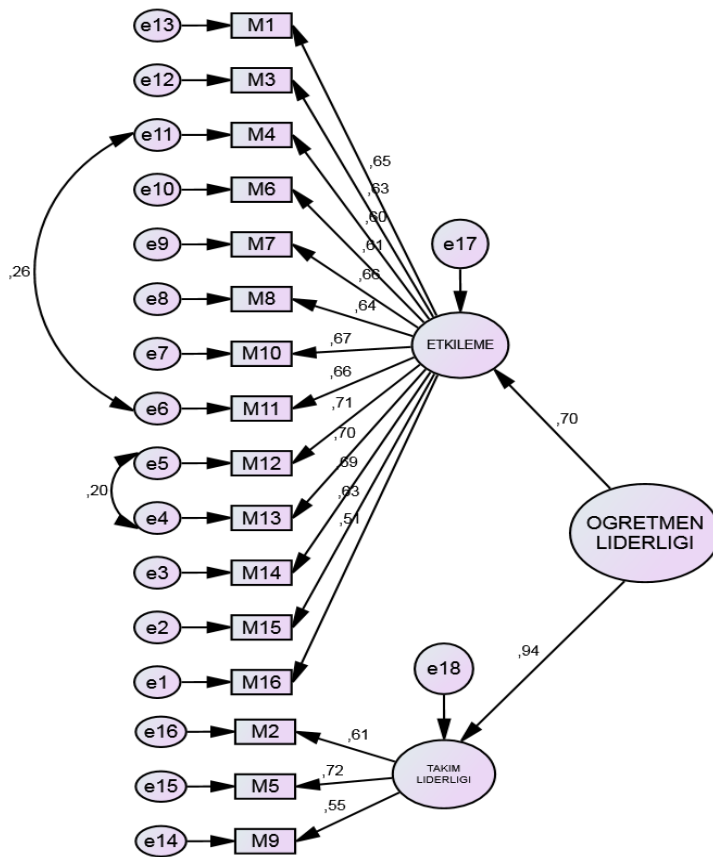 e13 M1
e12 M3
e11 M4
e10 M6
e9 M7
e8 M8
e7 M10
e6 M11
e5 M12
e4 M13
e3 M14
e2 M15
e1 M16
e16 M2
e15 M5
e14 M9
,26
,20
,65
,63
,60
,61
,66
,64
,67
,66
,71
,70
,69
,63
,51
e17
ETKILEME
,70
OGRETMEN
LIDERLIGI
,94
e18
TAKIM
LIDERLIGI
,61
,72
,55